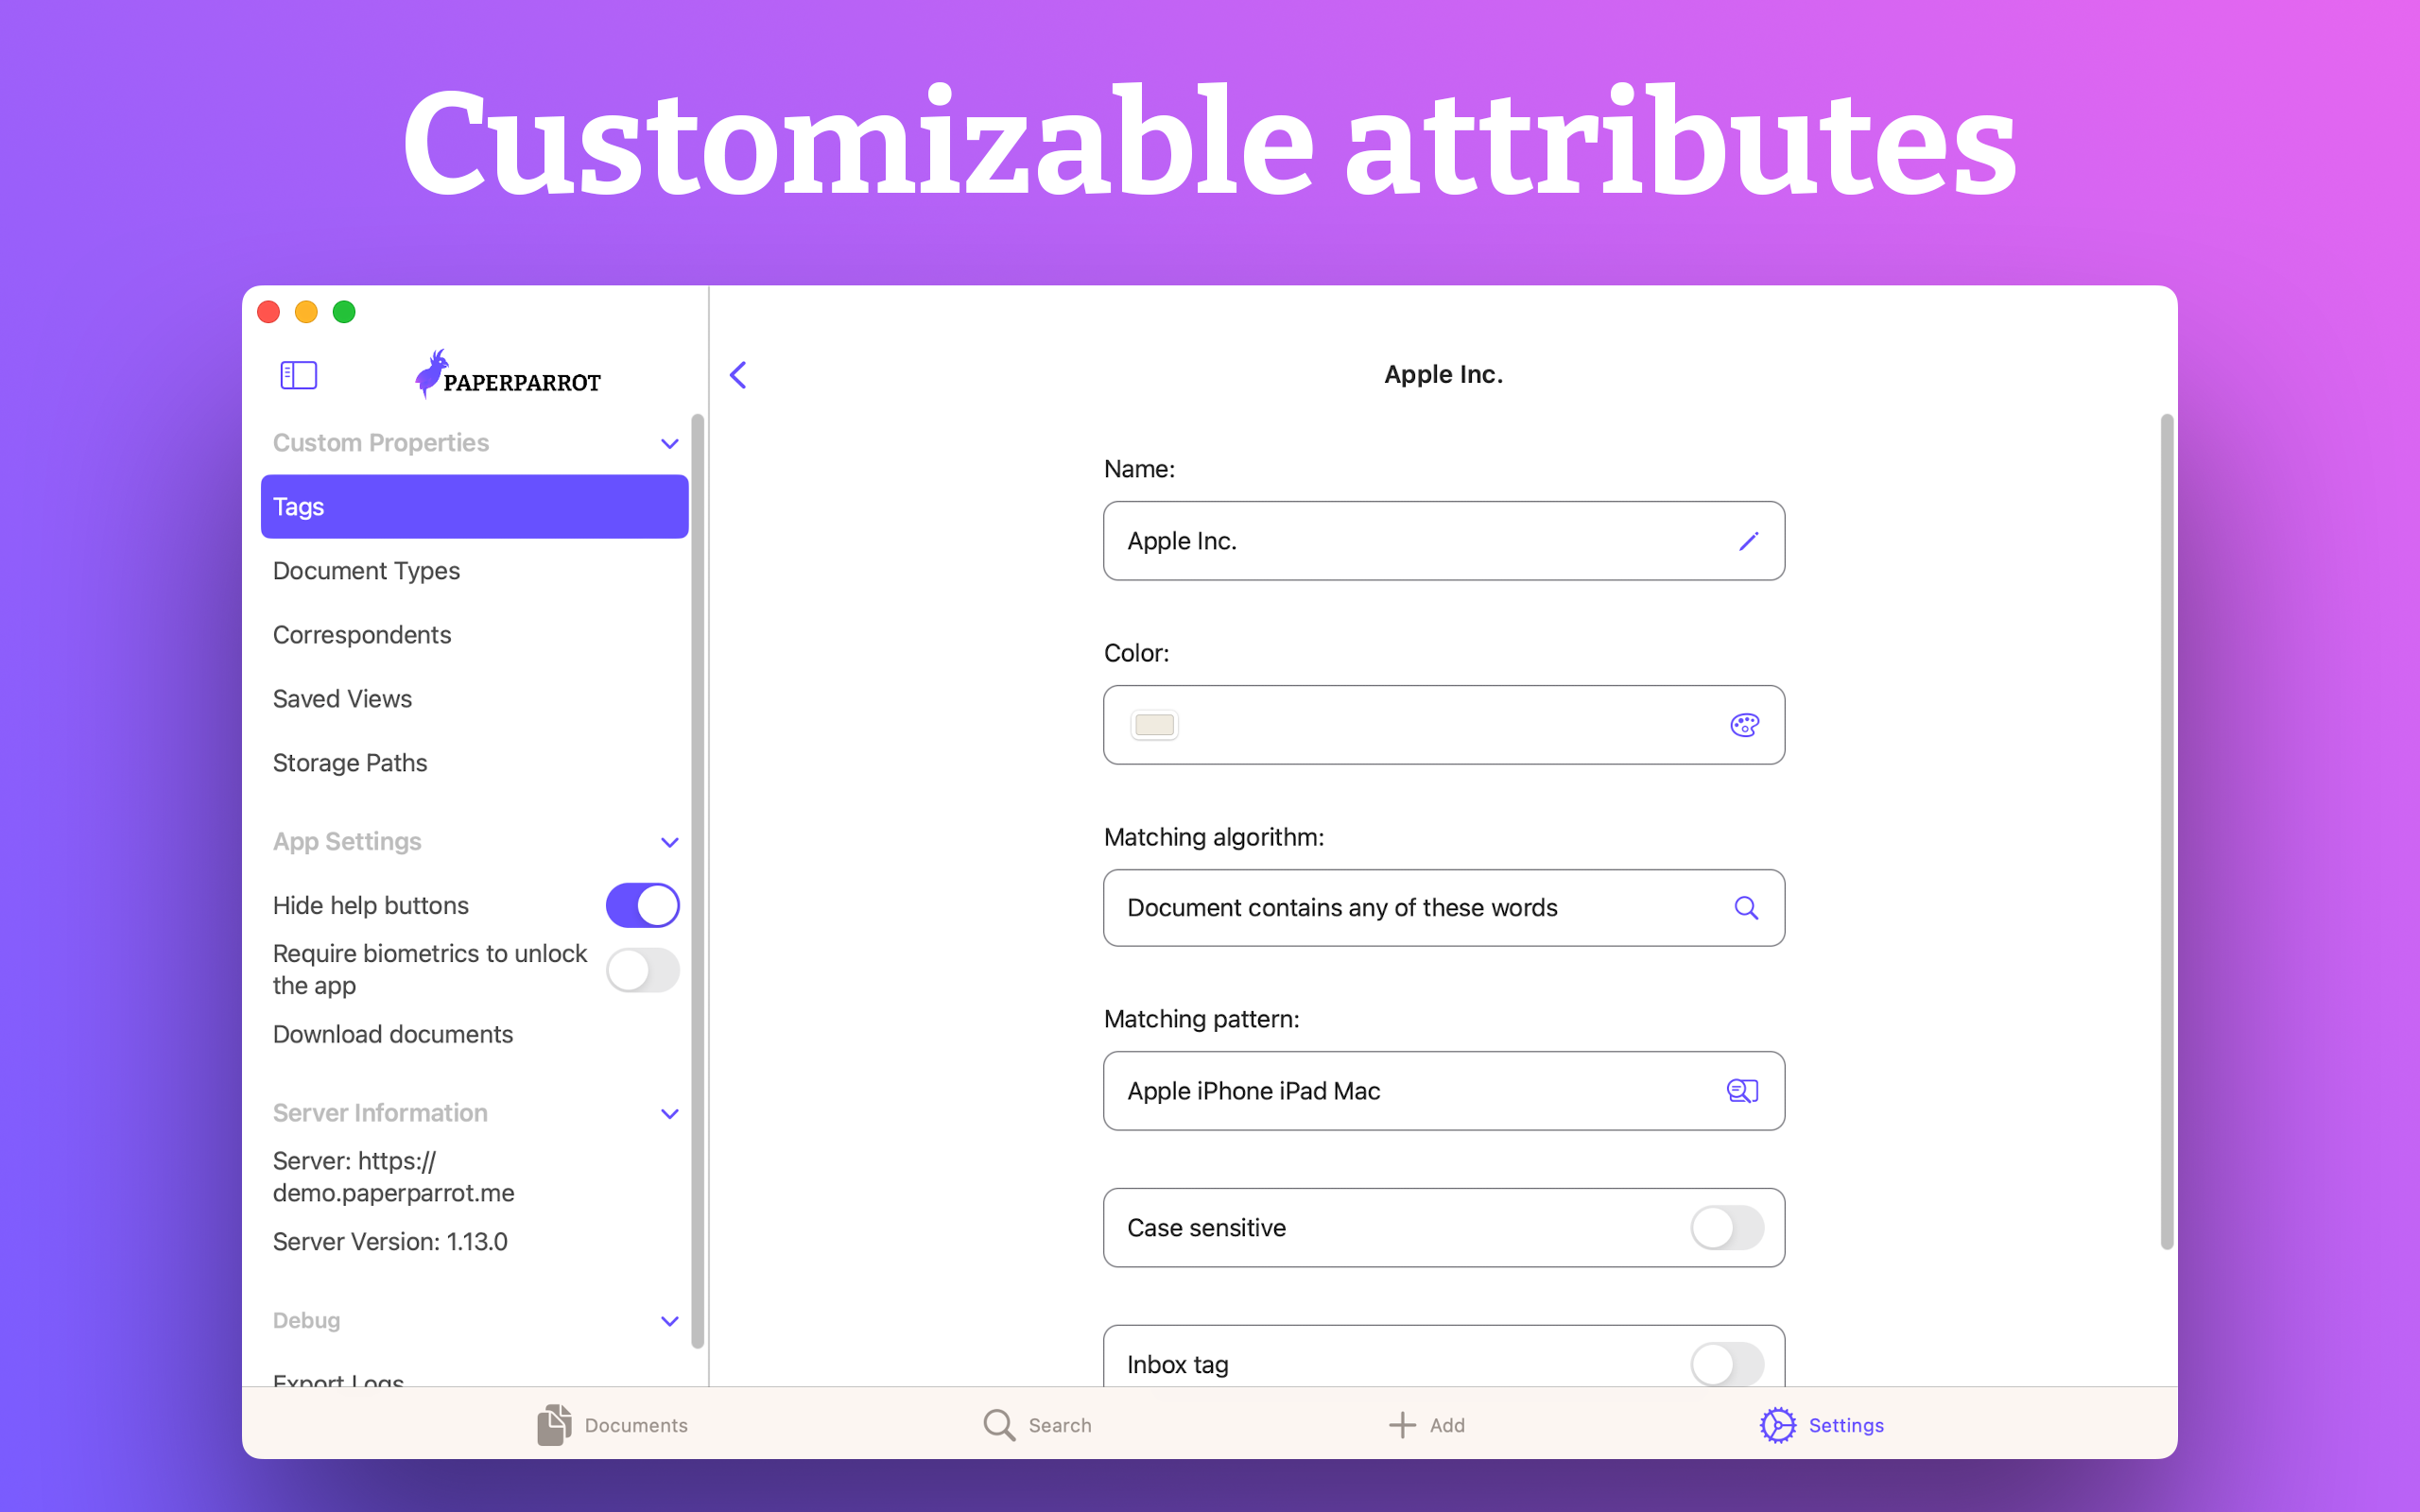 Customizable attributes
PAPERPARROT
Custom Properties
Tags
Document Types
Correspondents
Saved Views
Storage Paths
App Settings
Hide help buttons
Require biometrics to unlock
the app
Download documents
Server Information
Server: https://
demo.paperparrot.me
Server Version: 1.13.0
Debug
Export Logs
Apple Inc.
Name:
Apple Inc.
Color:
Matching algorithm:
Document contains any of these words
Matching pattern:
Apple iPhone iPad Mac
Case sensitive
Inbox tag
Documents
Search
Add
Settings